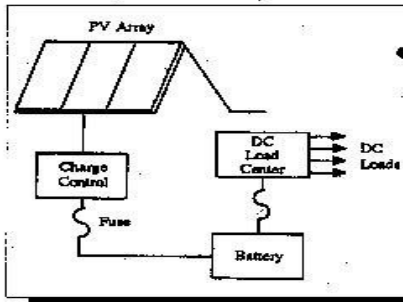 PV Array
Charge
Control
Fuse
DC
Load
Center
DC
Loads
Battery